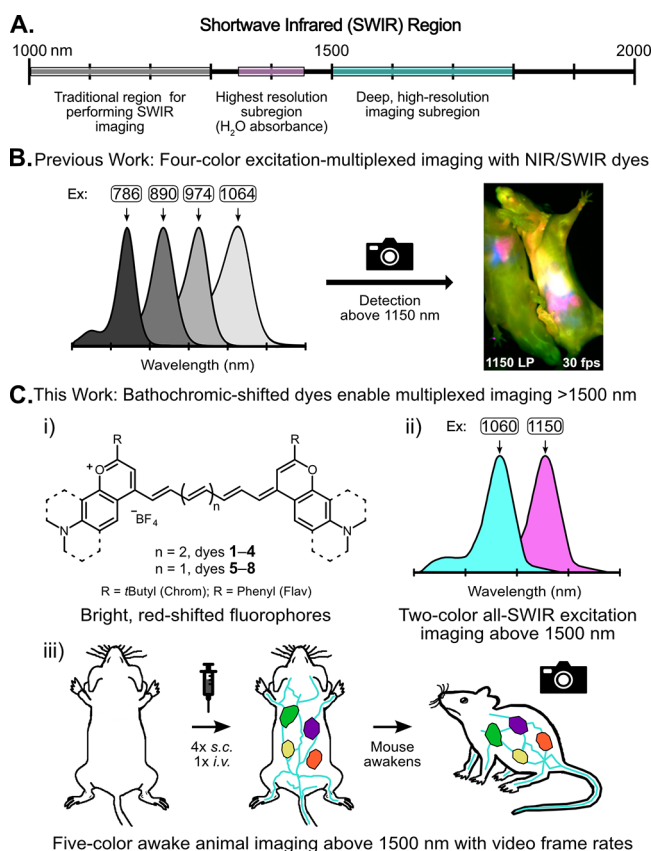 A.
Shortwave Infrared (SWIR) Region
1000 nm
1500
2000
Traditional region for
performing SWIR
imaging
Highest resolution
subregion
(H2O absorbance)
Deep, high-resolution
imaging subregion
B. Previous Work: Four-color excitation-multiplexed imaging with NIR/SWIR dyes
Ex: 786 890 974 1064
Wavelength (nm)
Detection
above 1150 nm
1150 LP 30 fps
C. This Work: Bathochromic-shifted dyes enable multiplexed imaging >1500 nm
i)
R
R
O
+
O
n
N
N
−BF4
n = 2, dyes 1–4
n = 1, dyes 5–8
R = tButyl (Chrom); R = Phenyl (Flav)
Bright, red-shifted fluorophores
ii)
Ex: 1060 1150
Wavelength (nm)
Two-color all-SWIR excitation
imaging above 1500 nm
iii)
4x s.c.
1x i.v.
Mouse
awakens
Five-color awake animal imaging above 1500 nm with video frame rates